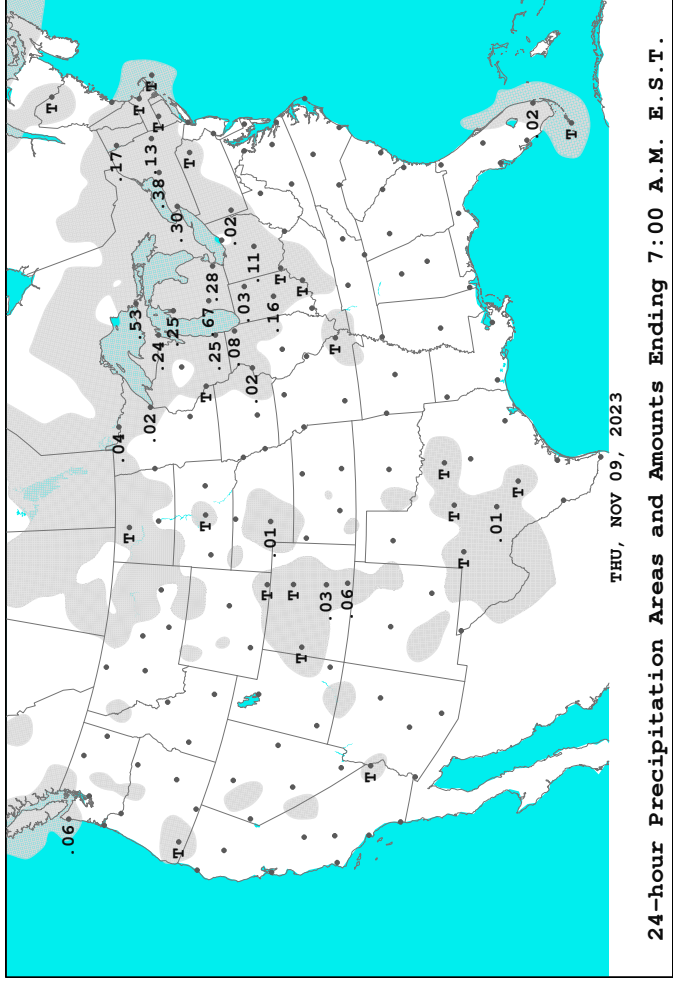 T
.06
.17
.04
T
.53
T
.02
T
.13
T
.24
.38
.25
.30
T
T
T
T
.67
.28
.25
.02
.08
.03
.11
.02
T
.01
.16
T
T
T
T
.03
T
.06
T
T
T
T
.01
T
.02
T
THU, NOV 09, 2023
24-hour Precipitation Areas and Amounts Ending 7:00 A.M. E.S.T.